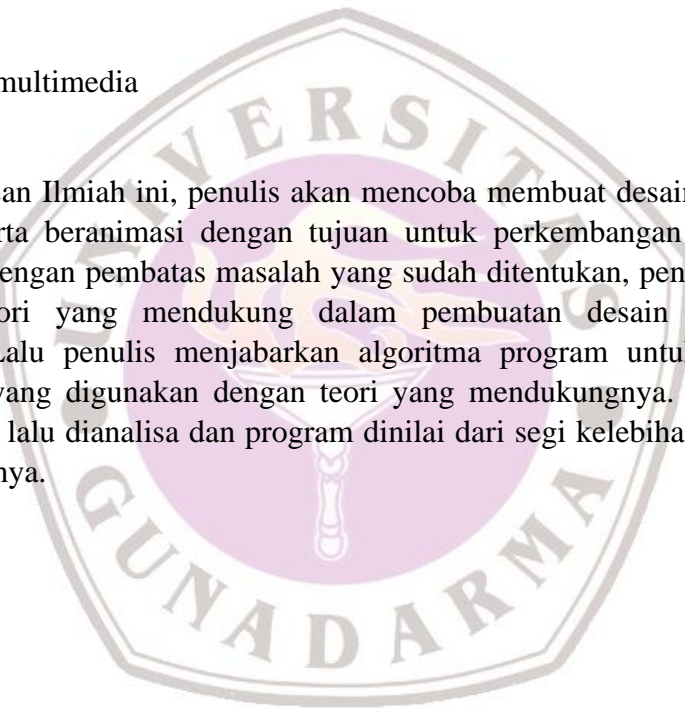 multimedia
an Ilmiah ini, penulis akan mencoba membuat desain
rta beranimasi dengan tujuan untuk perkembangan
engan pembatas masalah yang sudah ditentukan, pen
ori yang mendukung dalam pembuatan desain
Lalu penulis menjabarkan algoritma program untuk
yang digunakan dengan teori yang mendukungnya.
lalu dianalisa dan program dinilai dari segi kelebiha
nya.
UNIVERSITAS
GUNADARMA